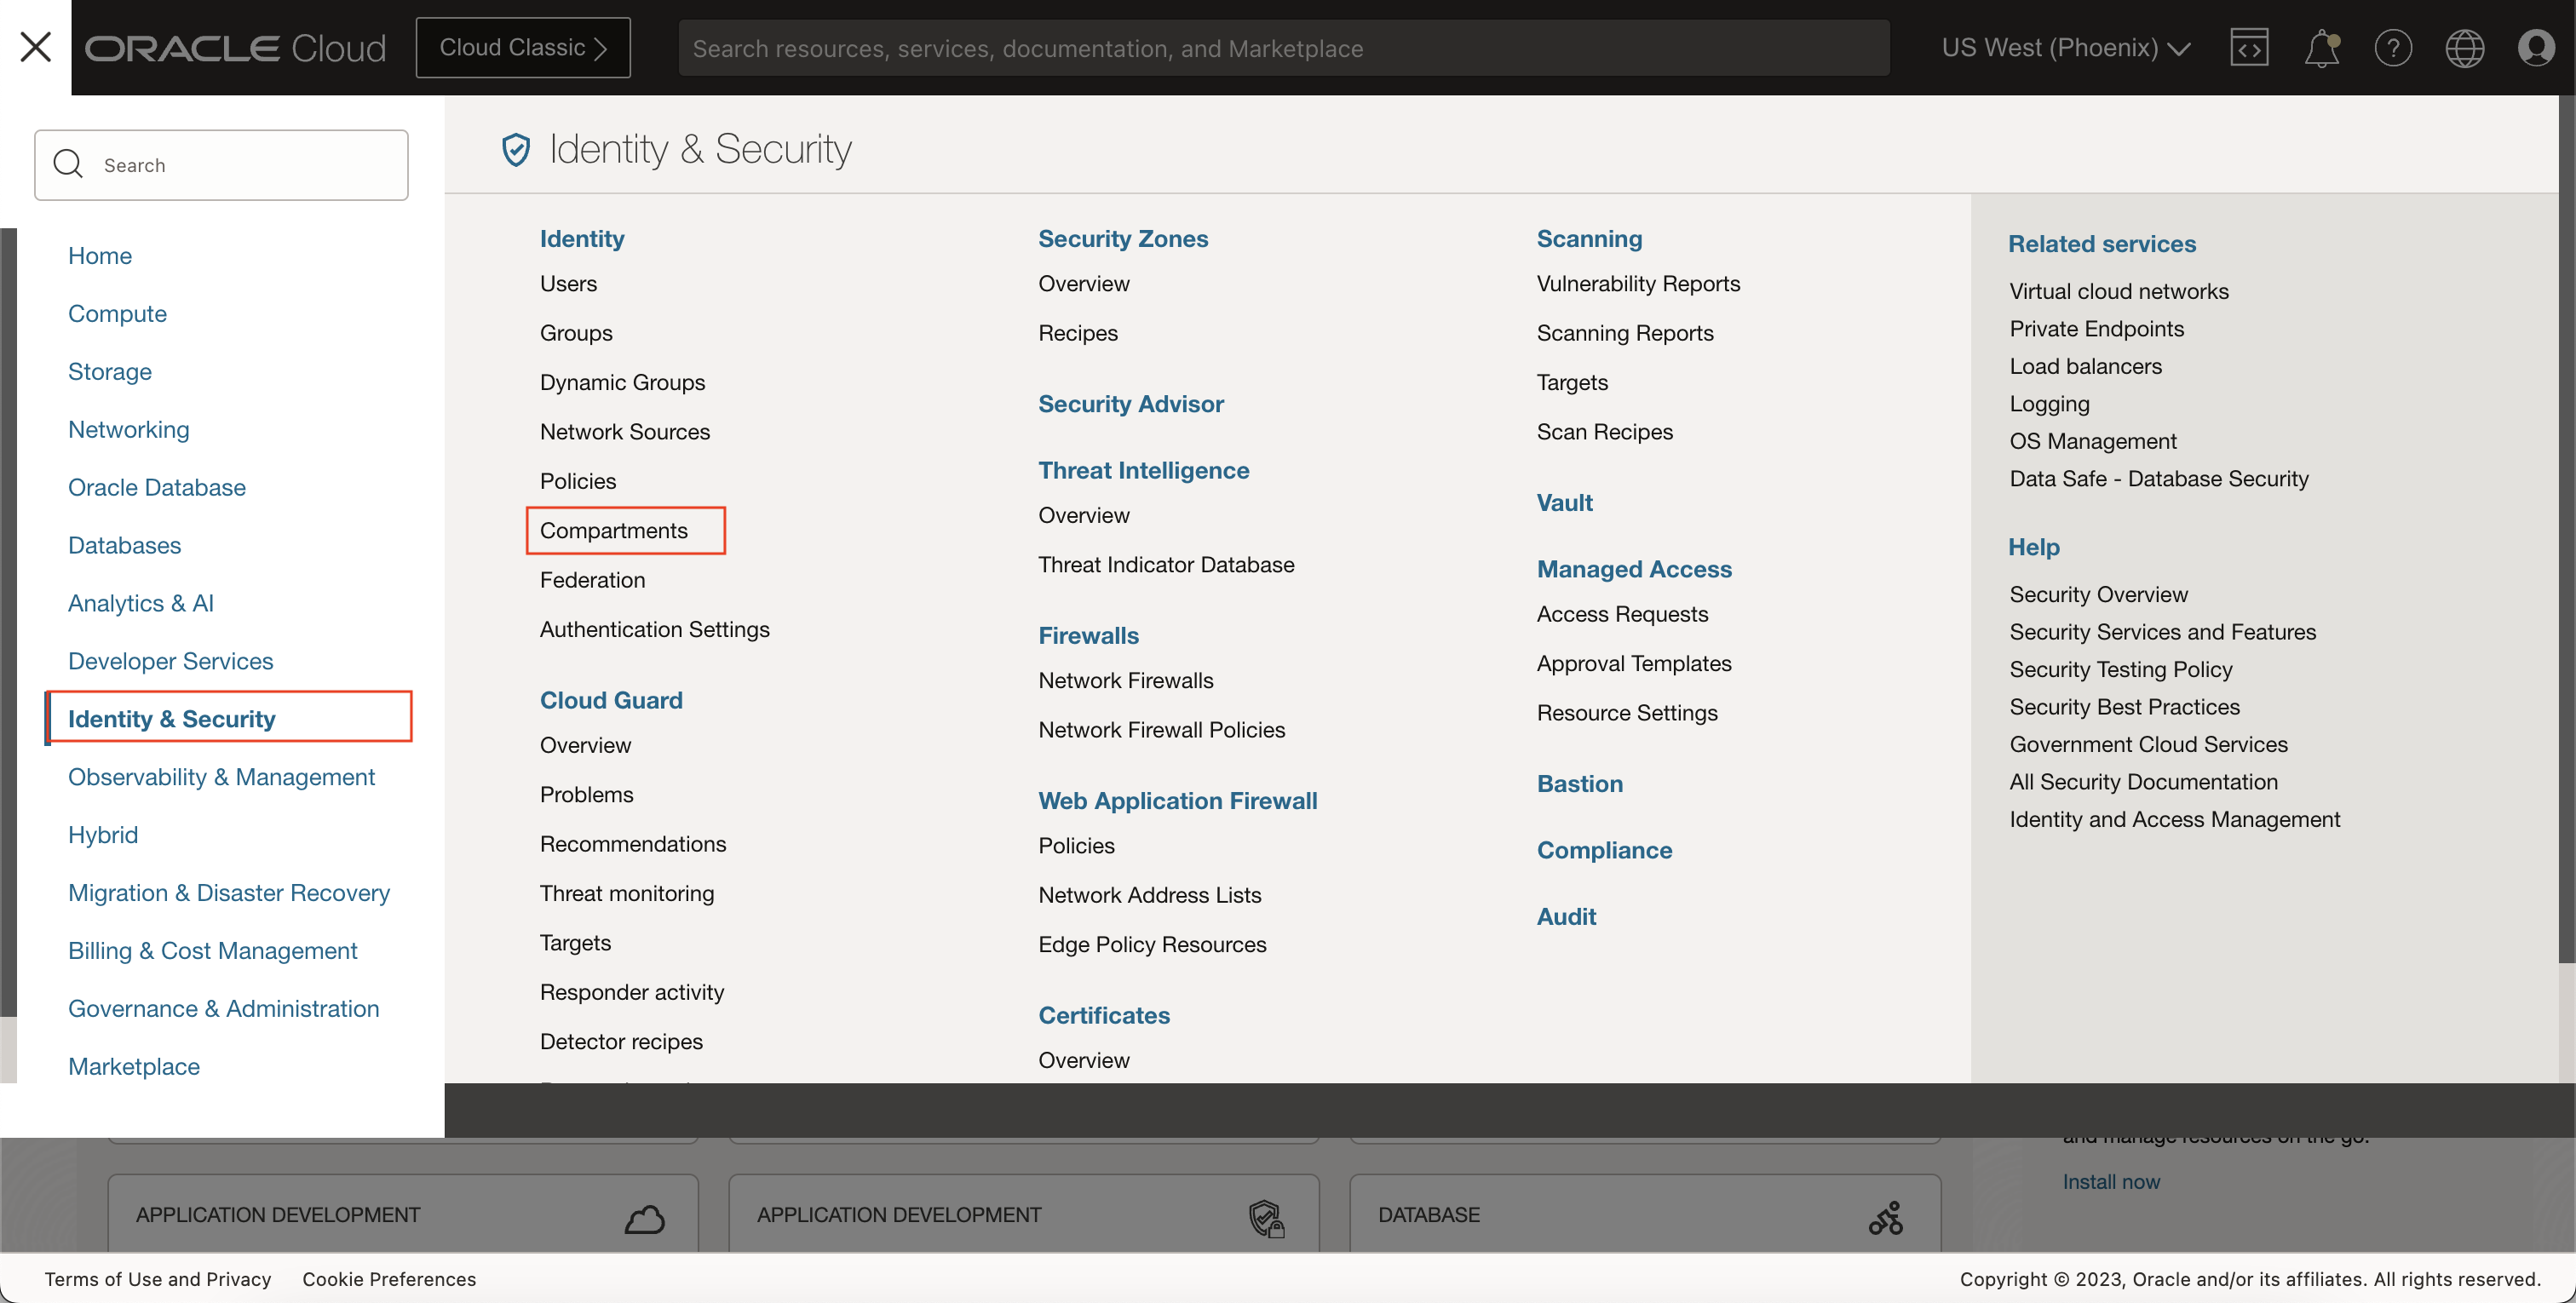 ORACLE Cloud
Cloud Classic
Search resources, services, documentation, and Marketplace
US West (Phoenix)
Search
Home
Compute
Storage
Networking
Oracle Database
Databases
Analytics & AI
Developer Services
Identity & Security
Observability & Management
Hybrid
Migration & Disaster Recovery
Billing & Cost Management
Governance & Administration
Marketplace
Identity & Security
Identity
Users
Groups
Dynamic Groups
Network Sources
Policies
Compartments
Federation
Authentication Settings
Cloud Guard
Overview
Problems
Recommendations
Threat monitoring
Targets
Responder activity
Detector recipes
Security Zones
Overview
Recipes
Security Advisor
Threat Intelligence
Overview
Threat Indicator Database
Firewalls
Network Firewalls
Network Firewall Policies
Web Application Firewall
Policies
Network Address Lists
Edge Policy Resources
Certificates
Overview
Scanning
Vulnerability Reports
Scanning Reports
Targets
Scan Recipes
Vault
Managed Access
Access Requests
Approval Templates
Resource Settings
Bastion
Compliance
Audit
Related services
Virtual cloud networks
Private Endpoints
Load balancers
Logging
OS Management
Data Safe - Database Security
Help
Security Overview
Security Services and Features
Security Testing Policy
Security Best Practices
Government Cloud Services
All Security Documentation
Identity and Access Management
and manage resources on the go.
Install now
APPLICATION DEVELOPMENT
APPLICATION DEVELOPMENT
DATABASE
Terms of Use and Privacy
Cookie Preferences
Copyright © 2023, Oracle and/or its affiliates. All rights reserved.